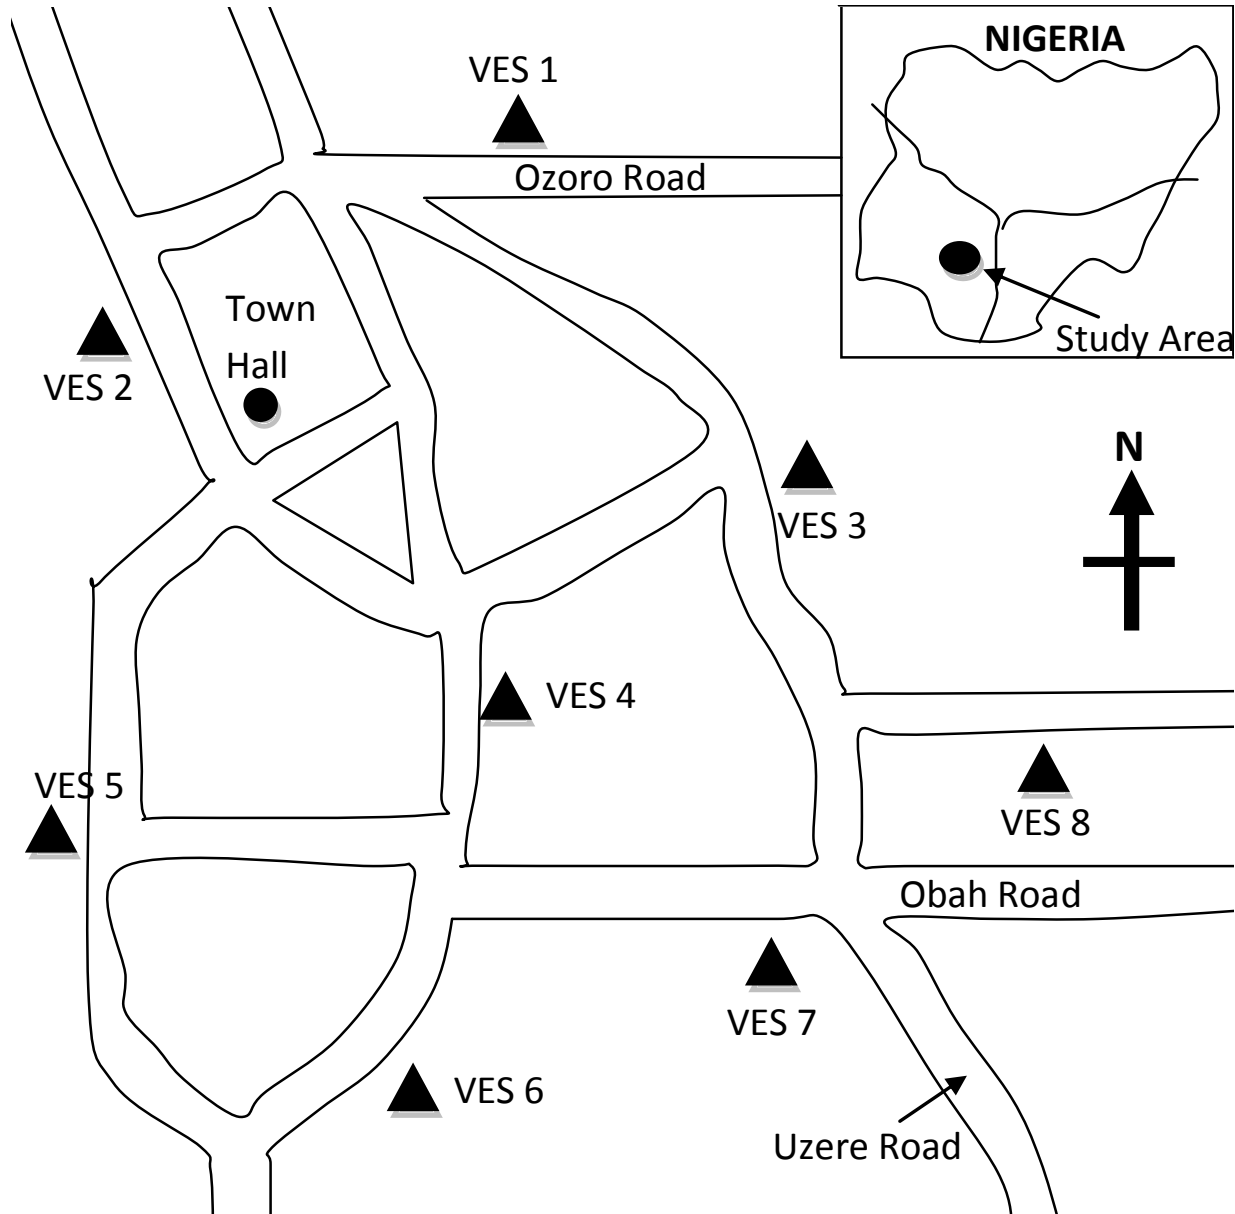 NIGERIA
VES 1
Ozoro Road
Town
Hall
Study Area
VES 2
N
VES 3
VES 4
VES 5
VES 8
Obah Road
VES 7
VES 6
Uzere Road